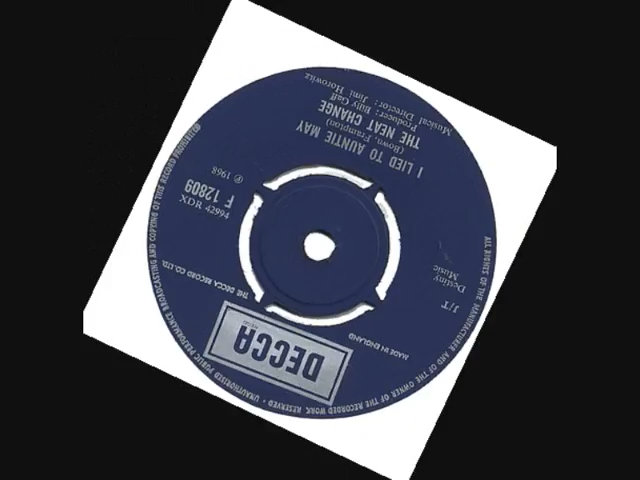 DECCA
MADE IN ENGLAND
THE DECCA RECORD CO. LTD.
J/T
Destiny
Music
XDR 42994
F 12809
℗ 1968
I LIED TO AUNTIE MAY
(Bown, Frampton)
THE NEAT CHANGE
Producer: Billy Gaff
Musical Director: Jimi Horowitz
ALL RIGHTS OF THE MANUFACTURER AND OF THE OWNER OF THE RECORDED WORK RESERVED • UNAUTHORISED PUBLIC PERFORMANCE BROADCASTING AND COPYING OF THIS RECORD PROHIBITED